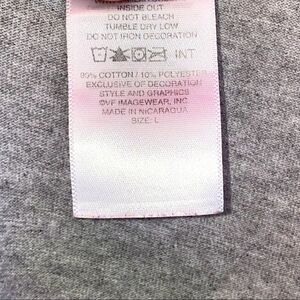 INSIDE OUT
DO NOT BLEACH
TUMBLE DRY LOW
DO NOT IRON DECORATION
INT
90% COTTON / 10% POLYESTER
EXCLUSIVE OF DECORATION
STYLE AND GRAPHICS
©VF IMAGEWEAR, INC.
MADE IN NICARAGUA
SIZE: L